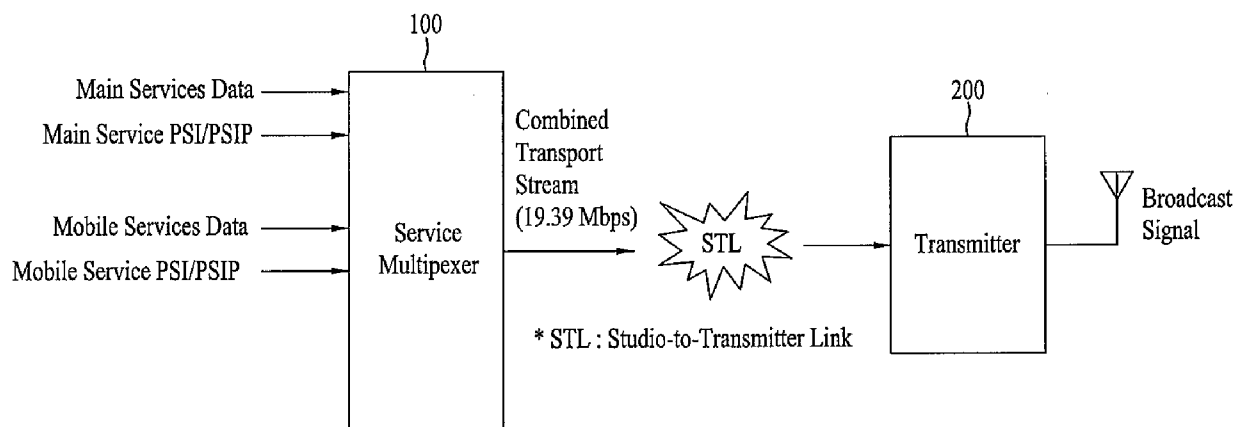 100
Main Services Data
Main Service PSI/PSIP
Mobile Services Data
Mobile Service PSI/PSIP
Service
Multipexer
Combined
Transport
Stream
(19.39 Mbps)
STL
* STL : Studio-to-Transmitter Link
200
Transmitter
Broadcast
Signal